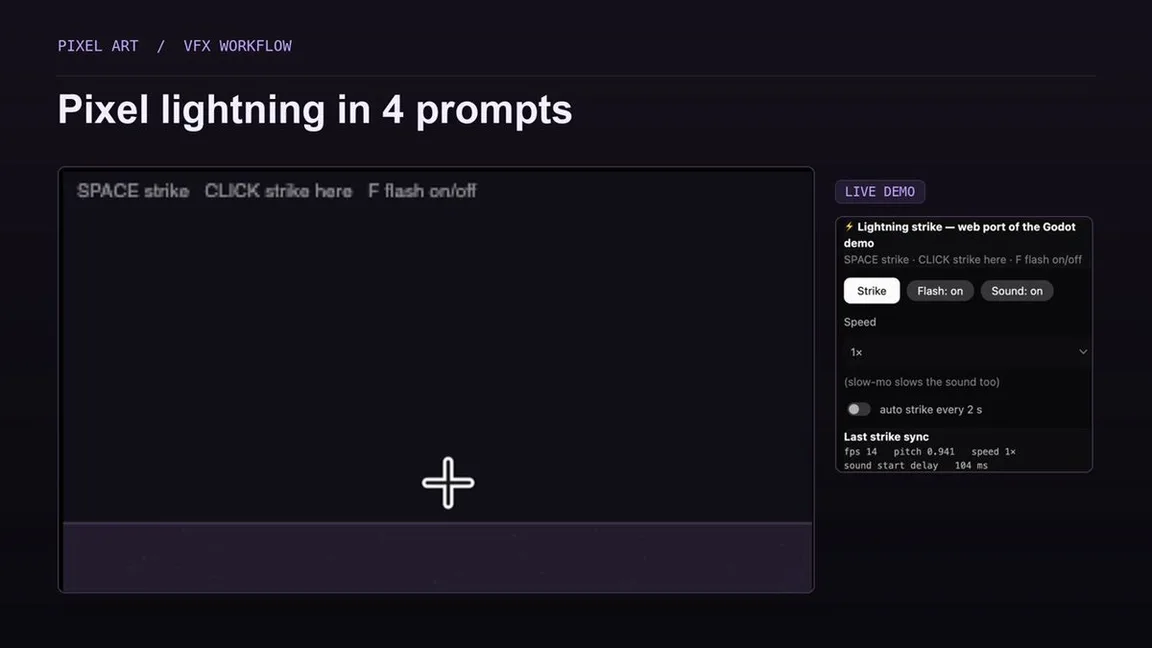 PIXEL ART / VFX WORKFLOW
Pixel lightning in 4 prompts
SPACE strike CLICK strike here F flash on/off
LIVE DEMO
⚡ Lightning strike — web port of the Godot
demo
SPACE strike · CLICK strike here · F flash on/off
Strike Flash: on Sound: on
Speed
1×
(slow-mo slows the sound too)
auto strike every 2 s
Last strike sync
fps 14 pitch 0.941 speed 1×
sound start delay 104 ms